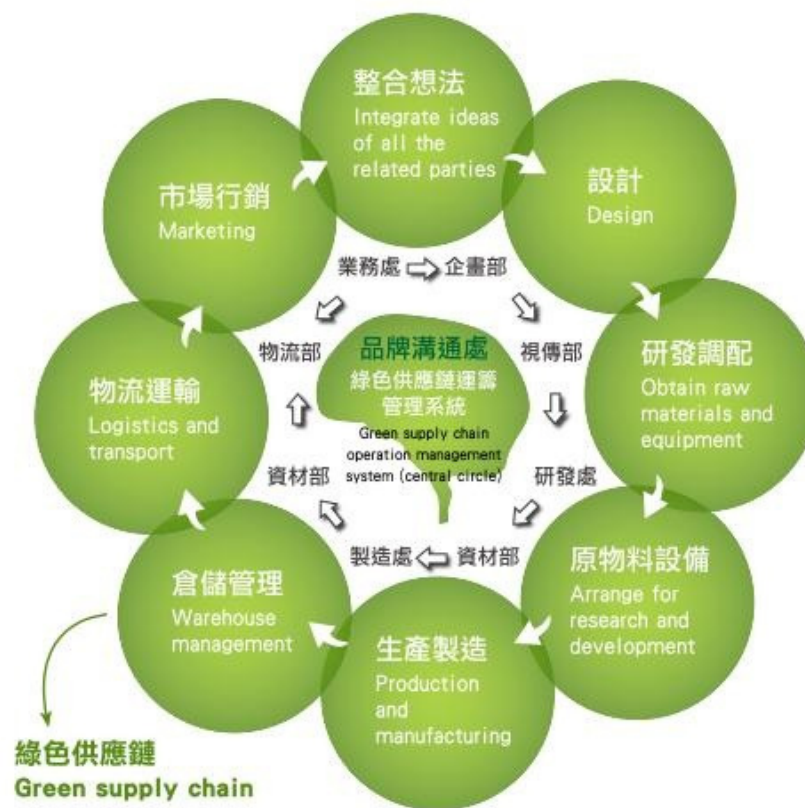 整合想法
Integrate ideas
of all the
related parties
設計
Design
研發調配
Obtain raw
materials and
equipment
原物料設備
Arrange for
research and
development
生產製造
Production
and
manufacturing
倉儲管理
Warehouse
management
物流運輸
Logistics and
transport
市場行銷
Marketing
業務處
企畫部
視傳部
研發處
資材部
製造處
資材部
物流部
品牌溝通處
綠色供應鏈運籌
管理系統
Green supply chain
operation management
system (central circle)
綠色供應鏈
Green supply chain